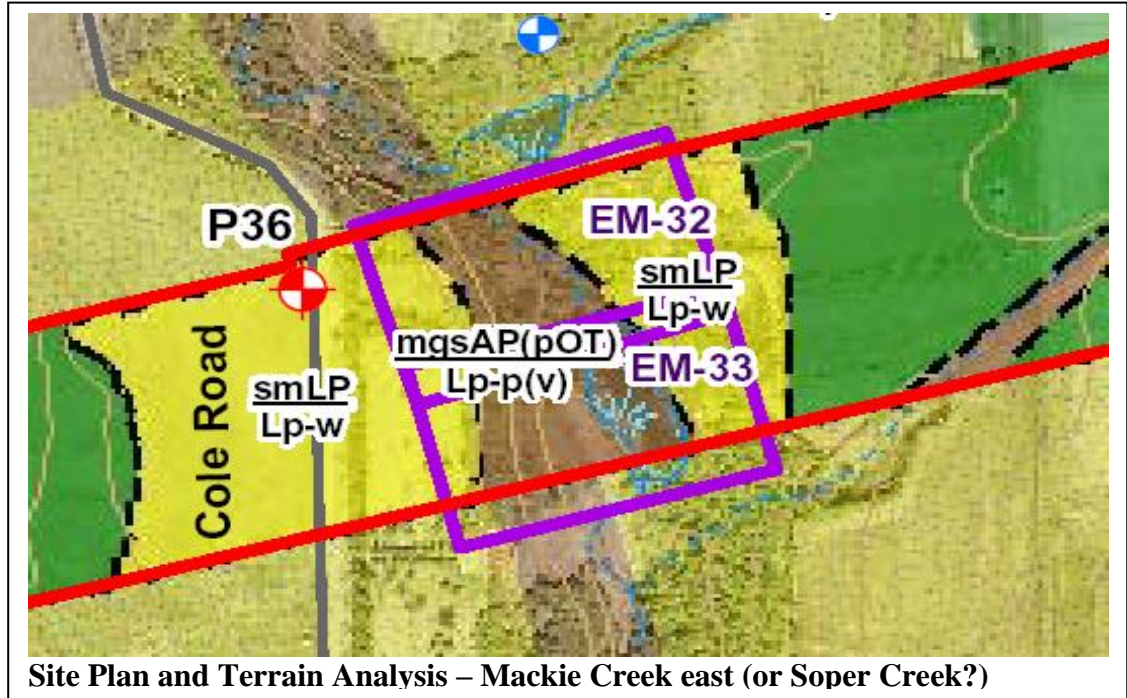 P36
EM-32
smLP
Lp-w
mgsAP(pOT)
Lp-p(v)
EM-33
smLP
Lp-w
Cole Road
Site Plan and Terrain Analysis – Mackie Creek east (or Soper Creek?)